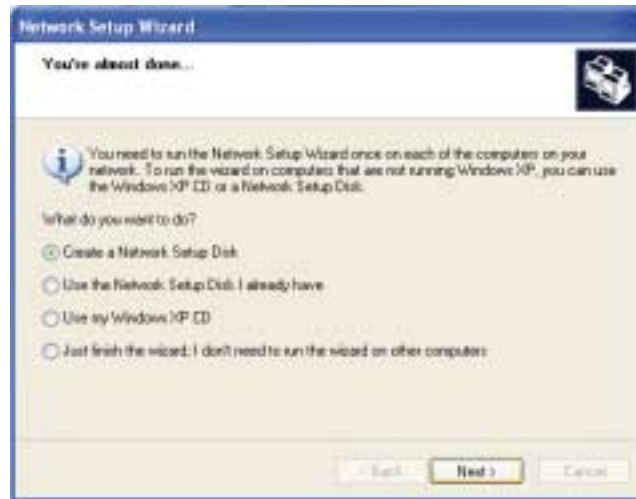 Network Setup Wizard
You're almost done...
You need to run the Network Setup Wizard once on each of the computers on your
network. To run the wizard on computers that are not running Windows XP, you can use
the Windows XP CD or a Network Setup Disk.
What do you want to do?
Create a Network Setup Disk
Use the Network Setup Disk I already have
Use my Windows XP CD
Just finish the wizard; I don't need to run the wizard on other computers
< Back
Next >
Cancel